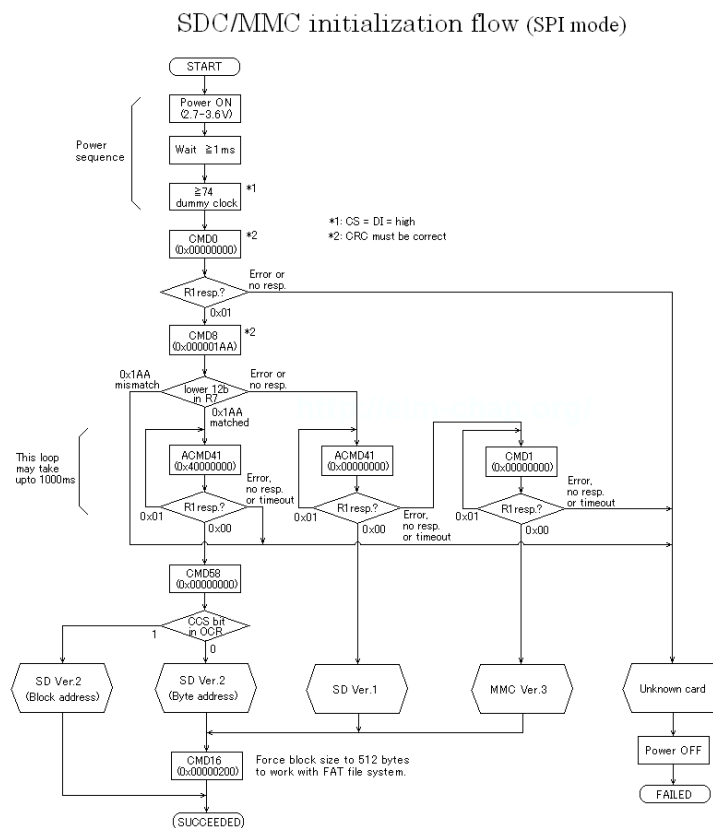 SDC/MMC initialization flow (SPI mode)
START
Power ON
(2.7-3.6V)
Power
sequence
Wait ≧1ms
≧74
dummy clock
*1
*1: CS = DI = high
*2: CRC must be correct
CMD0
(0x00000000)
*2
R1 resp.?
Error or
no resp.
0x01
CMD8
(0x000001AA)
*2
0x1AA
mismatch
lower 12b
in R7
Error or
no resp.
0x1AA
matched
This loop
may take
upto 1000ms
ACMD41
(0x40000000)
ACMD41
(0x00000000)
CMD1
(0x00000000)
R1 resp.?
0x01
0x00
Error,
no resp.
or timeout
R1 resp.?
0x01
0x00
Error,
no resp.
or timeout
R1 resp.?
0x01
0x00
Error,
no resp.
or timeout
CMD58
(0x00000000)
CCS bit
in OCR
1
0
SD Ver.2
(Block address)
SD Ver.2
(Byte address)
SD Ver.1
MMC Ver.3
Unknown card
CMD16
(0x00000200)
Force block size to 512 bytes
to work with FAT file system.
Power OFF
FAILED
SUCCEEDED